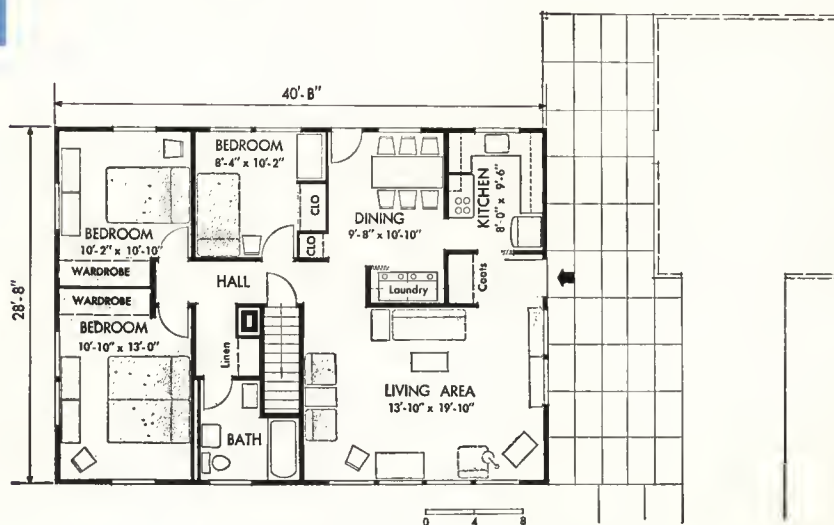 40'-8"
28'-8"
BEDROOM
8'-4" x 10'-2"
CLO
CLO
DINING
9'-8" x 10'-10"
KITCHEN
8'-0" x 9'-6"
BEDROOM
10'-2" x 10'-10"
WARDROBE
HALL
Laundry
Coats
WARDROBE
BEDROOM
10'-10" x 13'-0"
Linen
BATH
LIVING AREA
13'-10" x 19'-10"
0 4 8